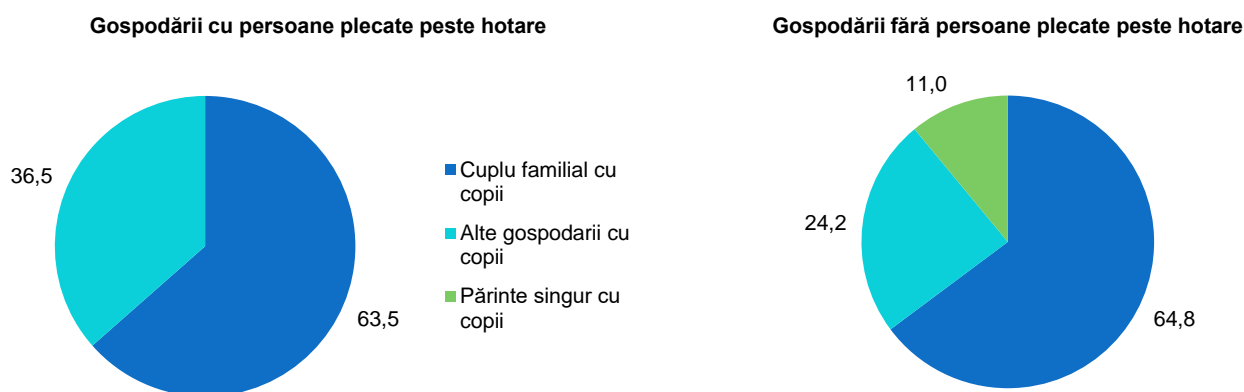 Gospodării cu persoane plecate peste hotare
36,5
63,5
Cuplu familial cu
copii
Alte gospodarii cu
copii
Părinte singur cu
copii
Gospodării fără persoane plecate peste hotare
11,0
24,2
64,8